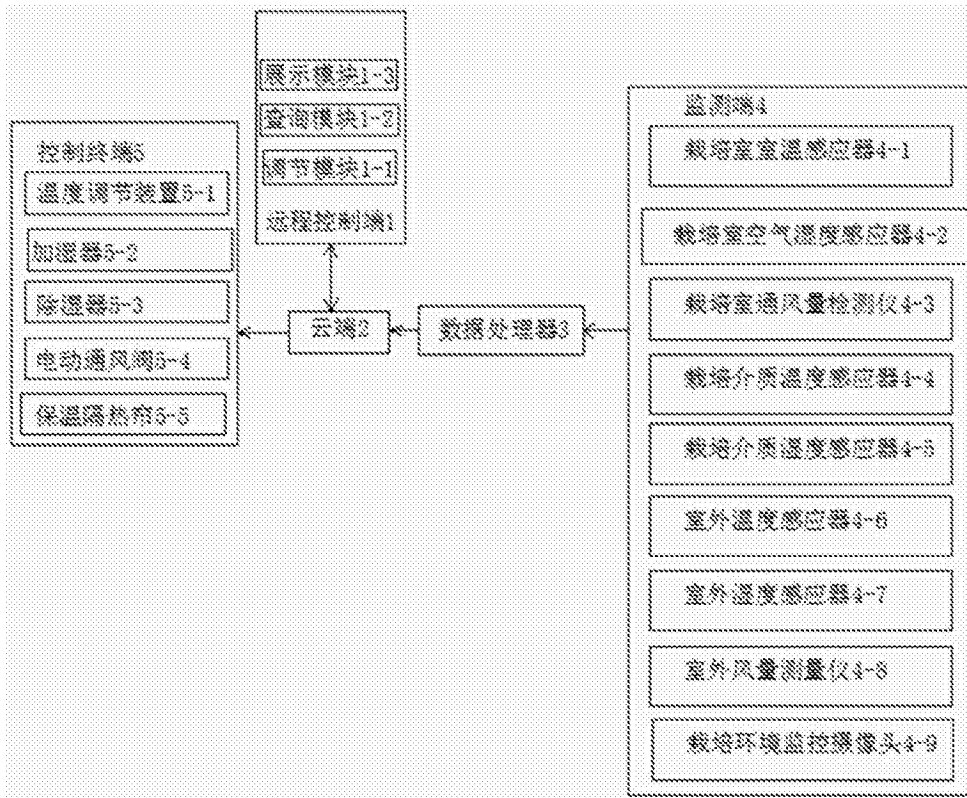 展示模块1-3
查询模块1-2
调节模块1-1
远程控制端1
控制终端5
温度调节装置5-1
加湿器5-2
除湿器5-3
电动通风阀5-4
保温隔热帘5-5
云端2
数据处理器3
监测端4
栽培室室温感应器4-1
栽培室空气湿度感应器4-2
栽培室通风量检测仪4-3
栽培介质温度感应器4-4
栽培介质湿度感应器4-5
室外温度感应器4-6
室外湿度感应器4-7
室外风量测量仪4-8
栽培环境监控摄像头4-9